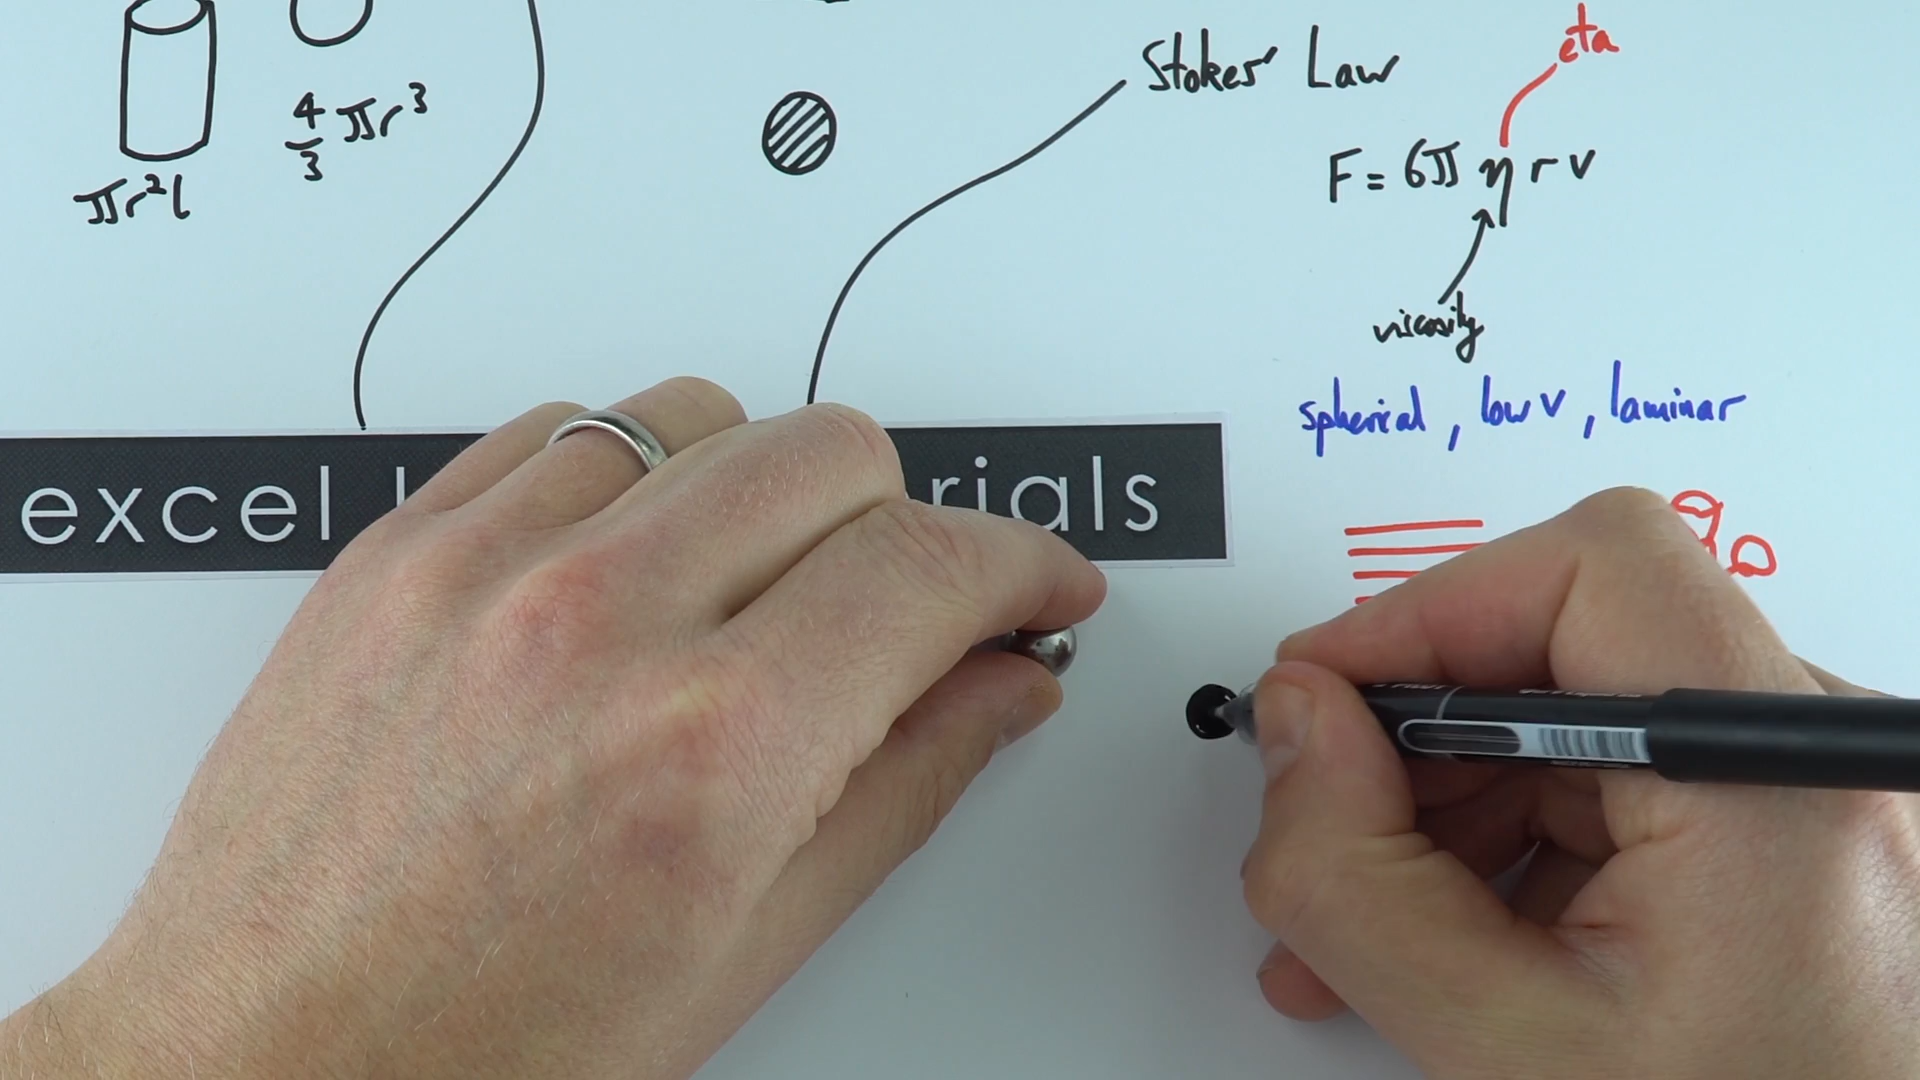 πr²l
4/3 πr³
Stokes' Law
eta
F = 6π η r v
viscosity
spherical, low v, laminar
excel
rials